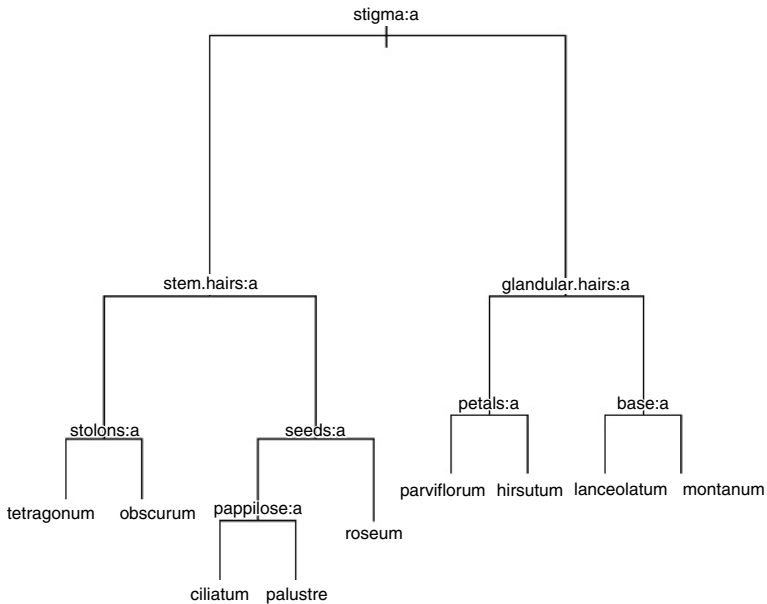 stigma:a
stem.hairs:a
glandular.hairs:a
petals:a
base:a
stolons:a
seeds:a
parviflorum
hirsutum
lanceolatum
montanum
tetragonum
obscurum
pappilose:a
roseum
ciliatum
palustre